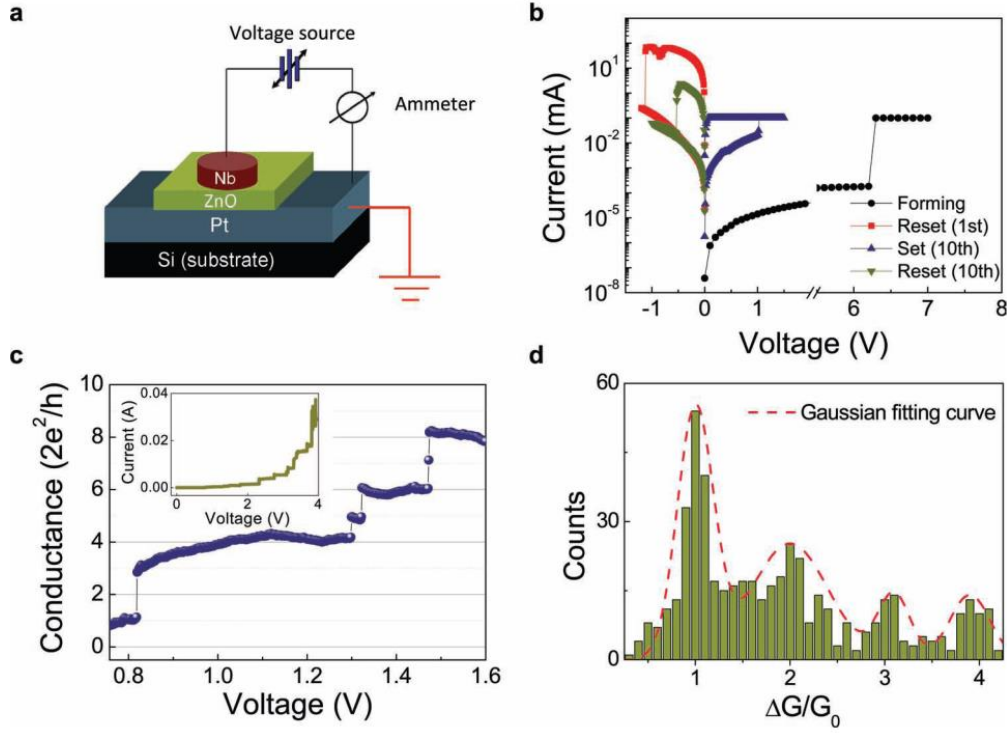 a
Voltage source
Ammeter
Nb
ZnO
Pt
Si (substrate)
b
Current (mA)
10^1
10^-2
10^-5
10^-8
-1 0 1 6 7 8
Voltage (V)
Forming
Reset (1st)
Set (10th)
Reset (10th)
c
Conductance (2e^2/h)
10
8
6
4
2
0
0.8 1.0 1.2 1.4 1.6
Voltage (V)
Current (A)
0.04
0.02
0.00
0 2 4
Voltage (V)
d
Counts
60
30
0
1 2 3 4
ΔG/G_0
Gaussian fitting curve